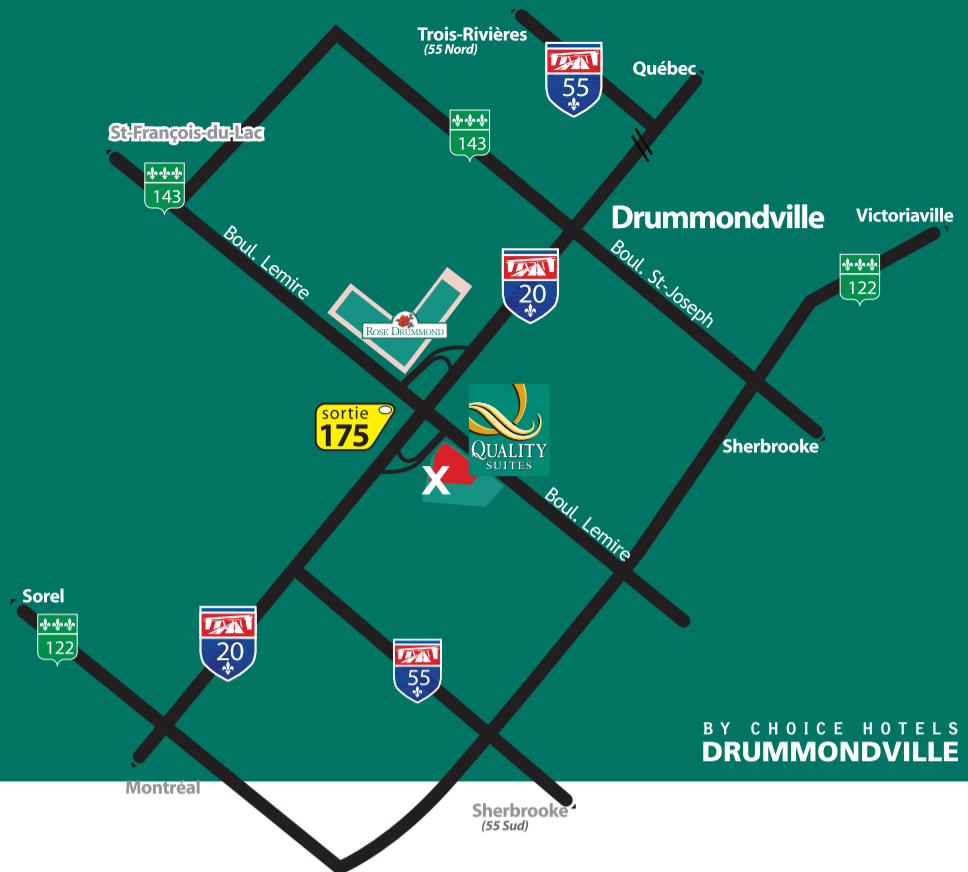 Trois-Rivières
(55 Nord)
55
Québec
143
St-François-du-Lac
143
Drummondville
Victoriaville
Boul. Lemire
Boul. St-Joseph
122
20
ROSE DRUMMOND
sortie
175
QUALITY
SUITES
Sherbrooke
X
Boul. Lemire
Sorel
122
20
55
BY CHOICE HOTELS
DRUMMONDVILLE
Montréal
Sherbrooke
(55 Sud)